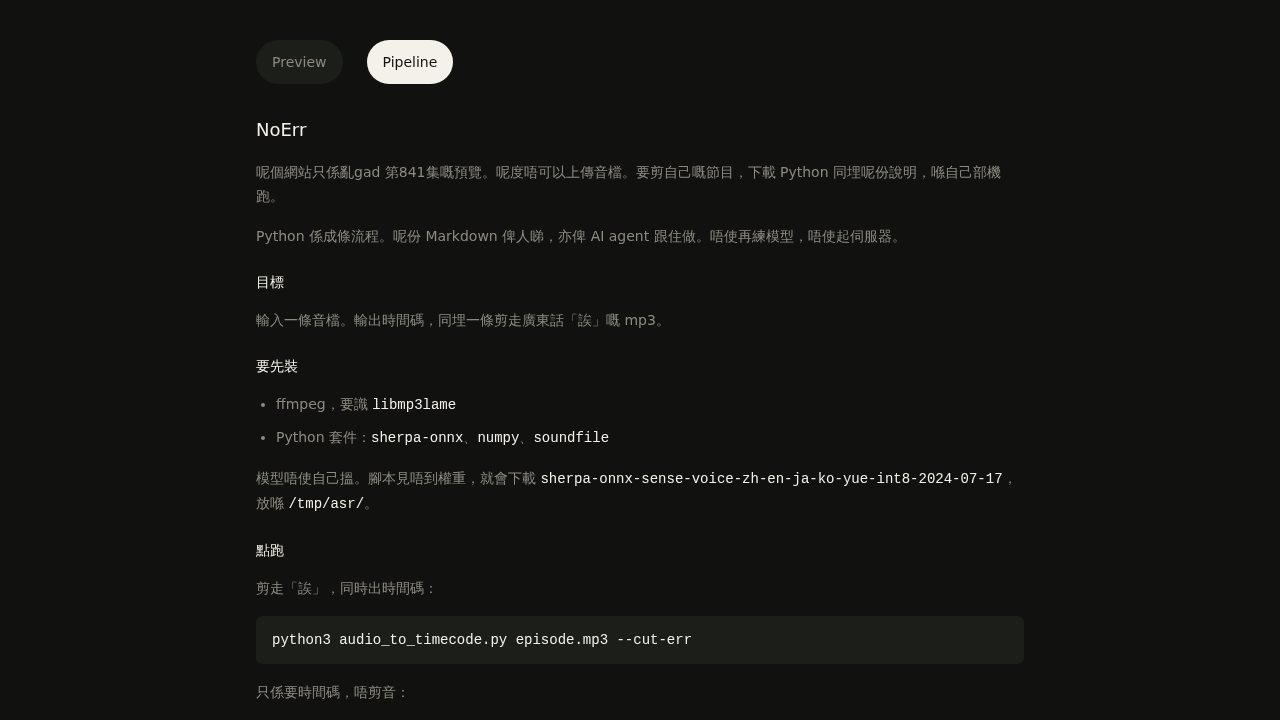 Preview
Pipeline
NoErr
呢個網站只係亂gad 第841集嘅預覽。呢度唔可以上傳音檔。要剪自己嘅節目，下載 Python 同埋呢份說明，喺自己部機
跑。
Python 係成條流程。呢份 Markdown 俾人睇，亦俾 AI agent 跟住做。唔使再練模型，唔使起伺服器。
目標
輸入一條音檔。輸出時間碼，同埋一條剪走廣東話「誒」嘅 mp3。
要先裝
• ffmpeg，要識 libmp3lame
• Python 套件：sherpa-onnx、numpy、soundfile
模型唔使自己搵。腳本見唔到權重，就會下載 sherpa-onnx-sense-voice-zh-en-ja-ko-yue-int8-2024-07-17，
放喺 /tmp/asr/。
點跑
剪走「誒」，同時出時間碼：
python3 audio_to_timecode.py episode.mp3 --cut-err
只係要時間碼，唔剪音：